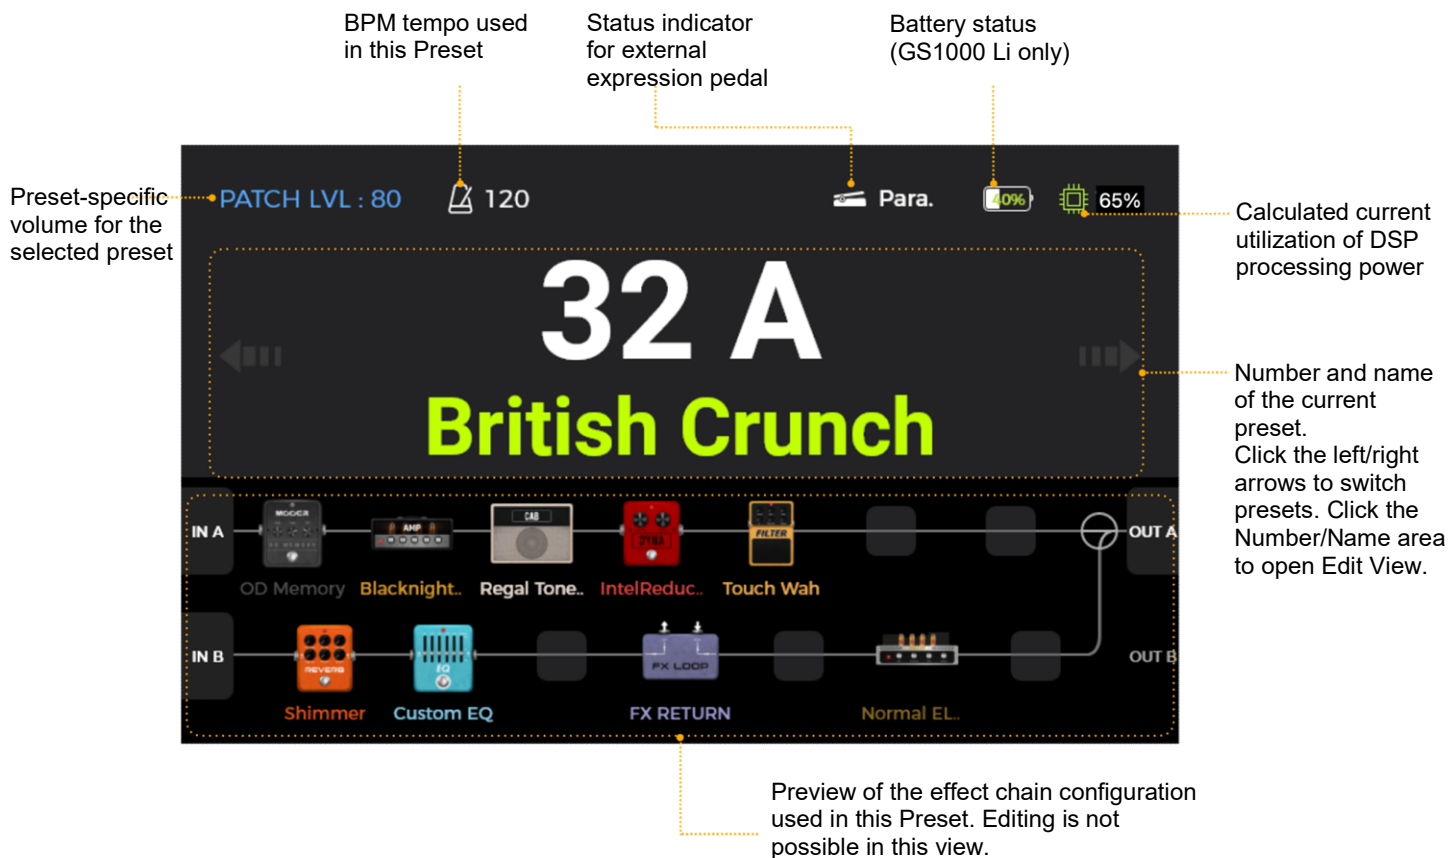 BPM tempo used
in this Preset
Status indicator
for external
expression pedal
Battery status
(GS1000 Li only)
Preset-specific
volume for the
selected preset
PATCH LVL : 80
120
Para.
40%
65%
Calculated current
utilization of DSP
processing power
32 A
British Crunch
Number and name
of the current
preset.
Click the left/right
arrows to switch
presets. Click the
Number/Name area
to open Edit View.
IN A
MOOER
AMP
CAB
DYNA
FILTER
OUT A
OD Memory
Blacknight..
Regal Tone..
IntelReduc..
Touch Wah
IN B
REVERB
EQ
FX LOOP
OUT B
Shimmer
Custom EQ
FX RETURN
Normal EL..
Preview of the effect chain configuration
used in this Preset. Editing is not
possible in this view.